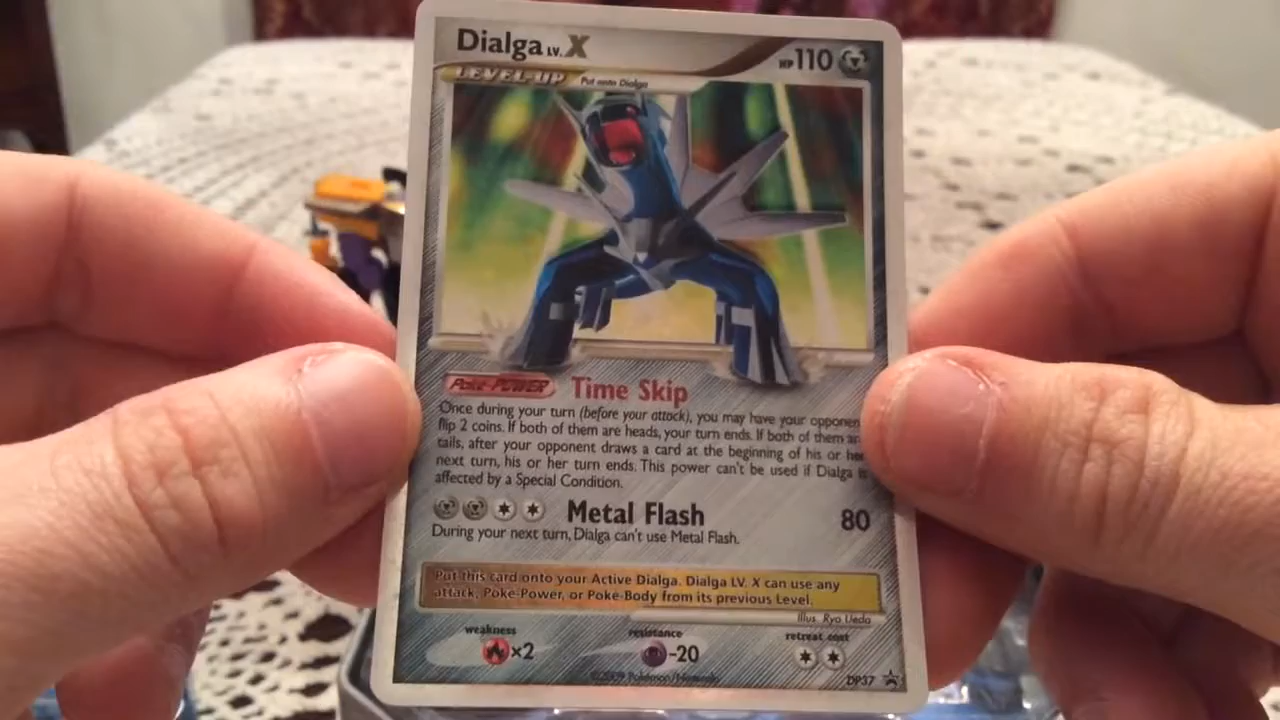 Dialga LV. X HP 110
LEVEL-UP Put onto Dialga
Poké-POWER Time Skip
Once during your turn (before your attack), you may have your opponen
flip 2 coins. If both of them are heads, your turn ends. If both of them ar
tails, after your opponent draws a card at the beginning of his or her
next turn, his or her turn ends. This power can't be used if Dialga is
affected by a Special Condition.
Metal Flash 80
During your next turn, Dialga can't use Metal Flash.
Put this card onto your Active Dialga. Dialga LV. X can use any
attack, Poké-Power, or Poké-Body from its previous Level.
Illus. Ryo Ueda
weakness resistance retreat cost
×2 -20
©2009 Pokémon/Nintendo DP37